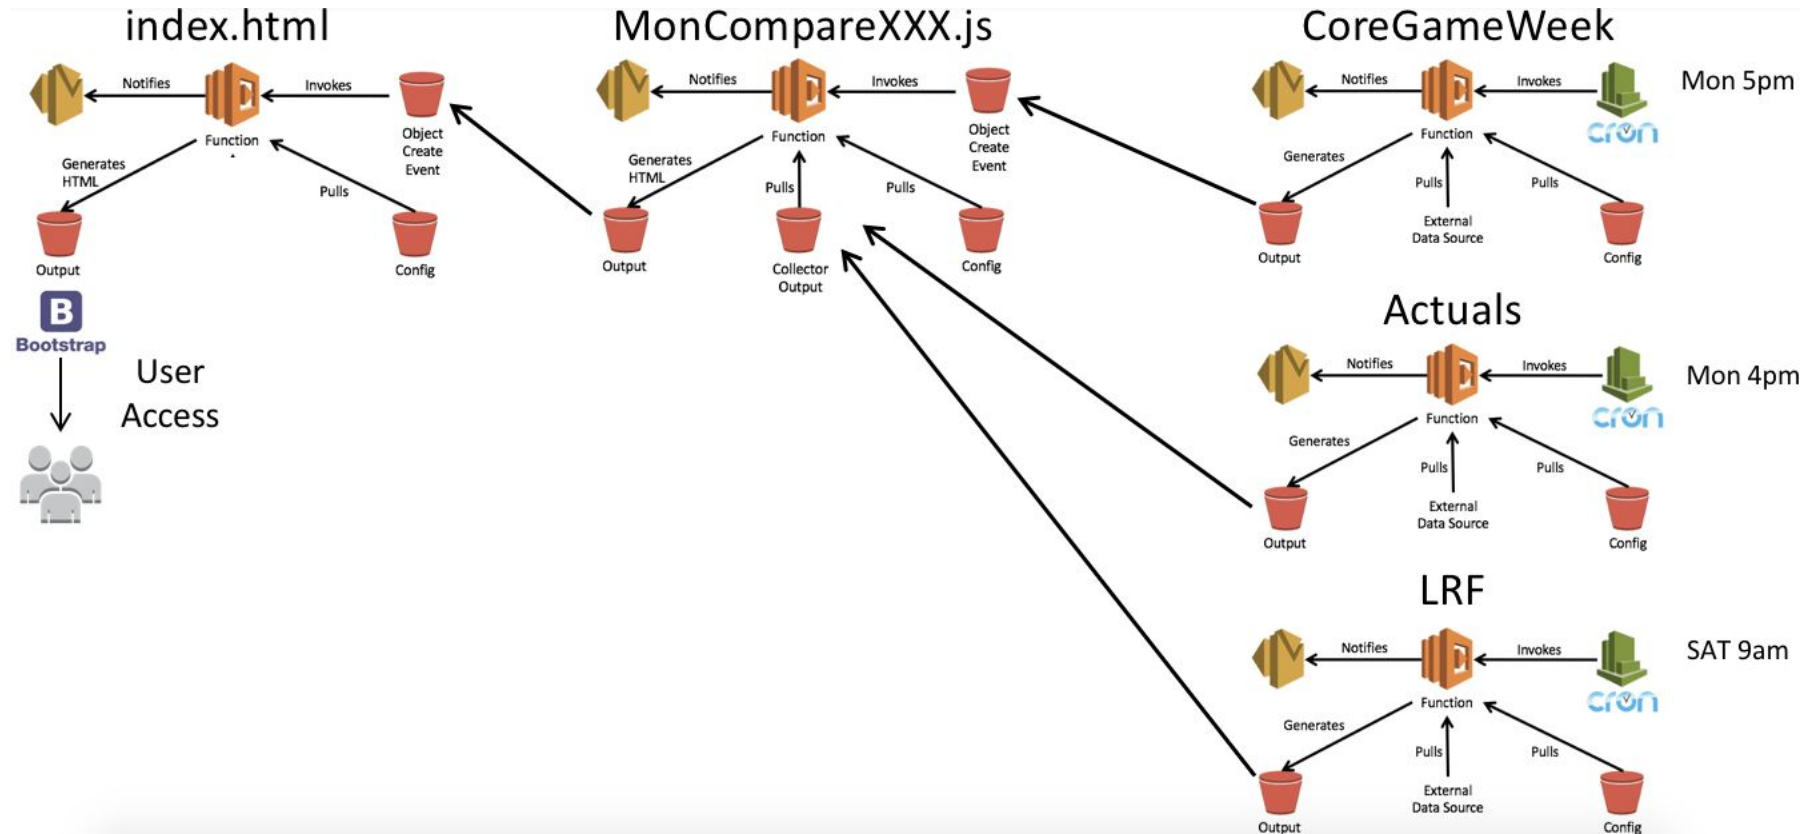 index.html
Notifies
Invokes
Function
Object
Create
Event
Generates
HTML
Pulls
Output
Config
B
Bootstrap
User
Access
MonCompareXXX.js
Notifies
Invokes
Function
Object
Create
Event
Generates
HTML
Pulls
Pulls
Output
Collector
Output
Config
CoreGameWeek
Mon 5pm
Notifies
Invokes
Function
cron
Generates
Pulls
Pulls
External
Data Source
Output
Config
Actuals
Mon 4pm
Notifies
Invokes
Function
cron
Generates
Pulls
Pulls
External
Data Source
Output
Config
LRF
SAT 9am
Notifies
Invokes
Function
cron
Generates
Pulls
Pulls
External
Data Source
Output
Config